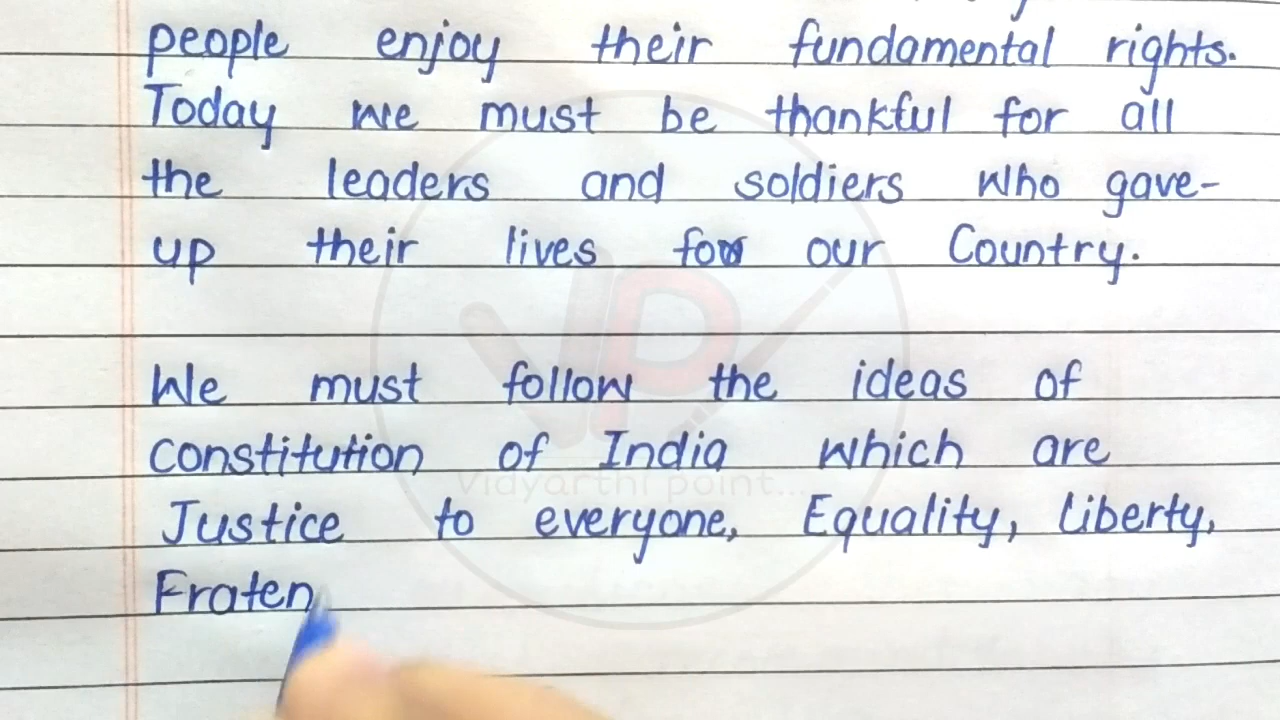 people enjoy their fundamental rights.
Today we must be thankful for all
the leaders and soldiers who gave-
up their lives for our Country.
We must follow the ideas of
constitution of India which are
Justice to everyone, Equality, Liberty,
Fraten
Vidyarthi point...